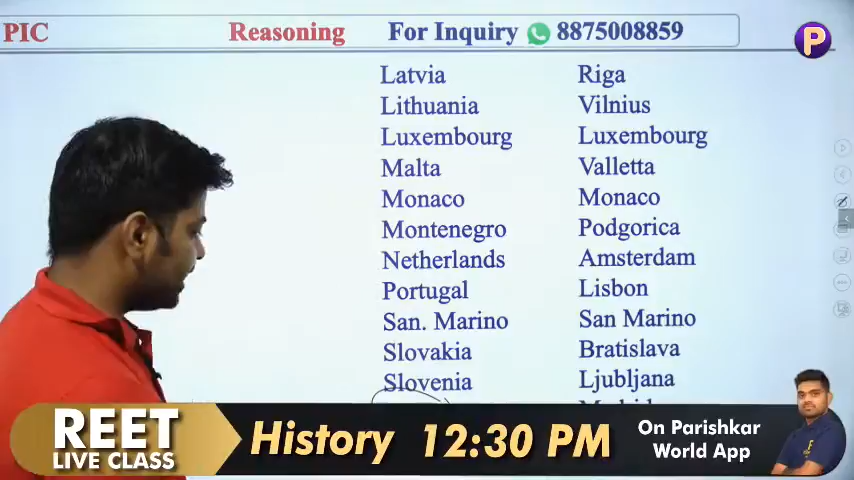 PIC Reasoning For Inquiry 8875008859
P
Latvia Riga
Lithuania Vilnius
Luxembourg Luxembourg
Malta Valletta
Monaco Monaco
Montenegro Podgorica
Netherlands Amsterdam
Portugal Lisbon
San. Marino San Marino
Slovakia Bratislava
Slovenia Ljubljana
REET
LIVE CLASS
History 12:30 PM
On Parishkar
World App